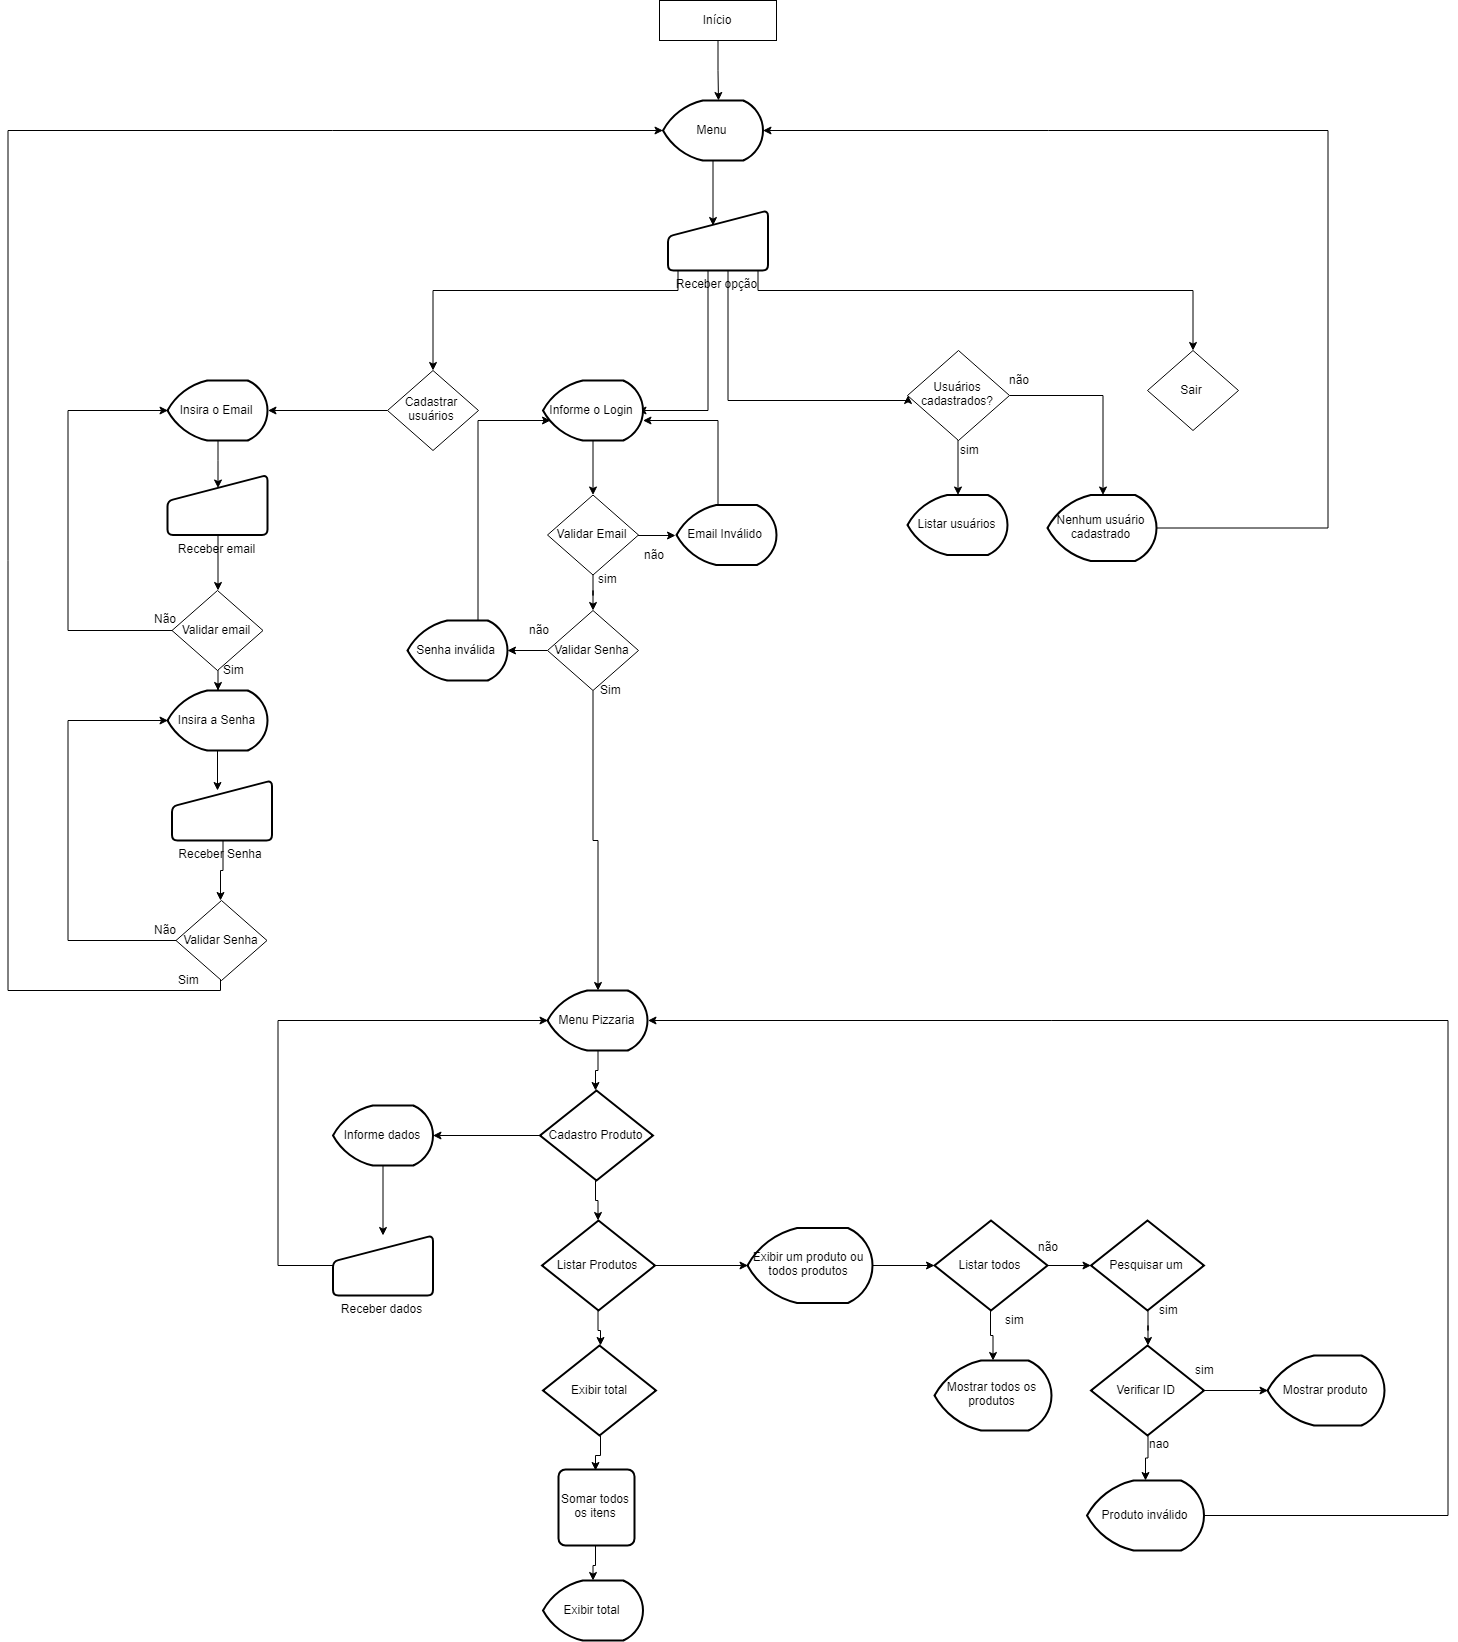 Início
Menu
Receber opção
Cadastrar
usuários
Insira o Email
Informe o Login
Usuários
cadastrados?
não
Sair
sim
Listar usuários
Nenhum usuário
cadastrado
Receber email
Validar Email
não
Email Inválido
sim
Não
Validar email
Sim
não
Senha inválida
Validar Senha
Sim
Insira a Senha
Receber Senha
Não
Validar Senha
Sim
Menu Pizzaria
Informe dados
Cadastro Produto
Receber dados
Listar Produtos
Exibir um produto ou
todos produtos
Listar todos
não
Pesquisar um
sim
sim
Mostrar todos os
produtos
Exibir total
Verificar ID
sim
Mostrar produto
nao
Produto inválido
Somar todos
os itens
Exibir total